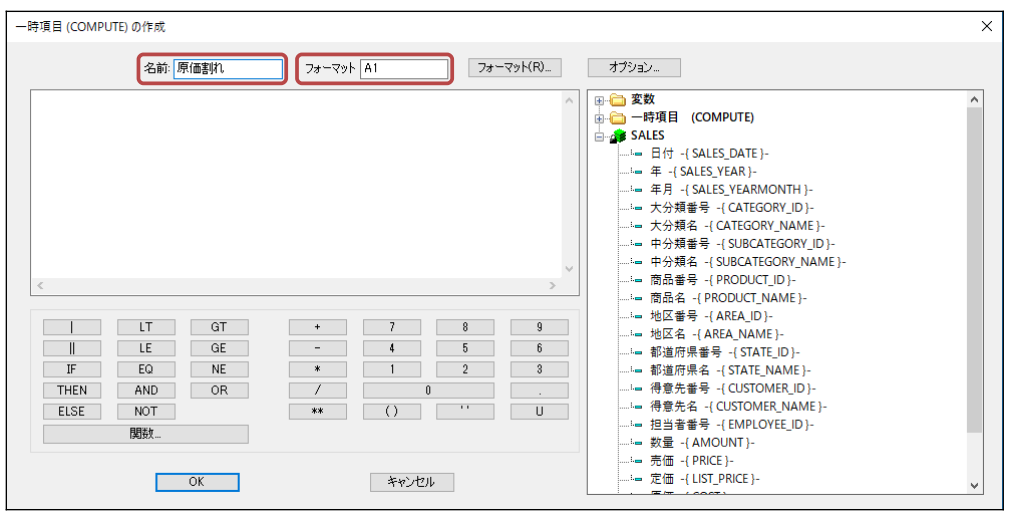 一時項目 (COMPUTE) の作成
名前: 原価割れ フォーマット A1 フォーマット(R)... オプション...
変数
一時項目 (COMPUTE)
SALES
日付 -{ SALES_DATE }-
年 -{ SALES_YEAR }-
年月 -{ SALES_YEARMONTH }-
大分類番号 -{ CATEGORY_ID }-
大分類名 -{ CATEGORY_NAME }-
中分類番号 -{ SUBCATEGORY_ID }-
中分類名 -{ SUBCATEGORY_NAME }-
商品番号 -{ PRODUCT_ID }-
商品名 -{ PRODUCT_NAME }-
地区番号 -{ AREA_ID }-
地区名 -{ AREA_NAME }-
都道府県番号 -{ STATE_ID }-
都道府県名 -{ STATE_NAME }-
得意先番号 -{ CUSTOMER_ID }-
得意先名 -{ CUSTOMER_NAME }-
担当者番号 -{ EMPLOYEE_ID }-
数量 -{ AMOUNT }-
売価 -{ PRICE }-
定価 -{ LIST_PRICE }-
| LT GT + 7 8 9
|| LE GE - 4 5 6
IF EQ NE * 1 2 3
THEN AND OR / 0 .
ELSE NOT ** ( ) ' ' U
関数...
OK キャンセル